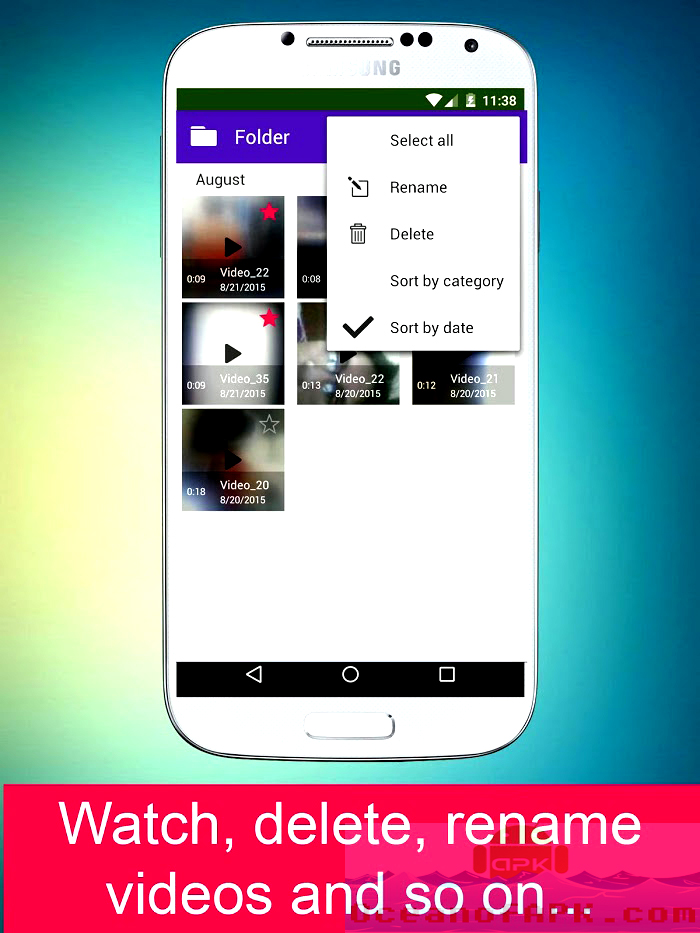 UNG
11:38
Folder
Select all
August
Rename
Delete
Sort by category
Sort by date
0:09
Video_22
8/21/2015
0:08
0:09
Video_35
8/21/2015
0:13
Video_22
8/20/2015
0:12
Video_21
8/20/2015
0:18
Video_20
8/20/2015
Watch, delete, rename
APK
videos and so on...
OceanofAPK.com